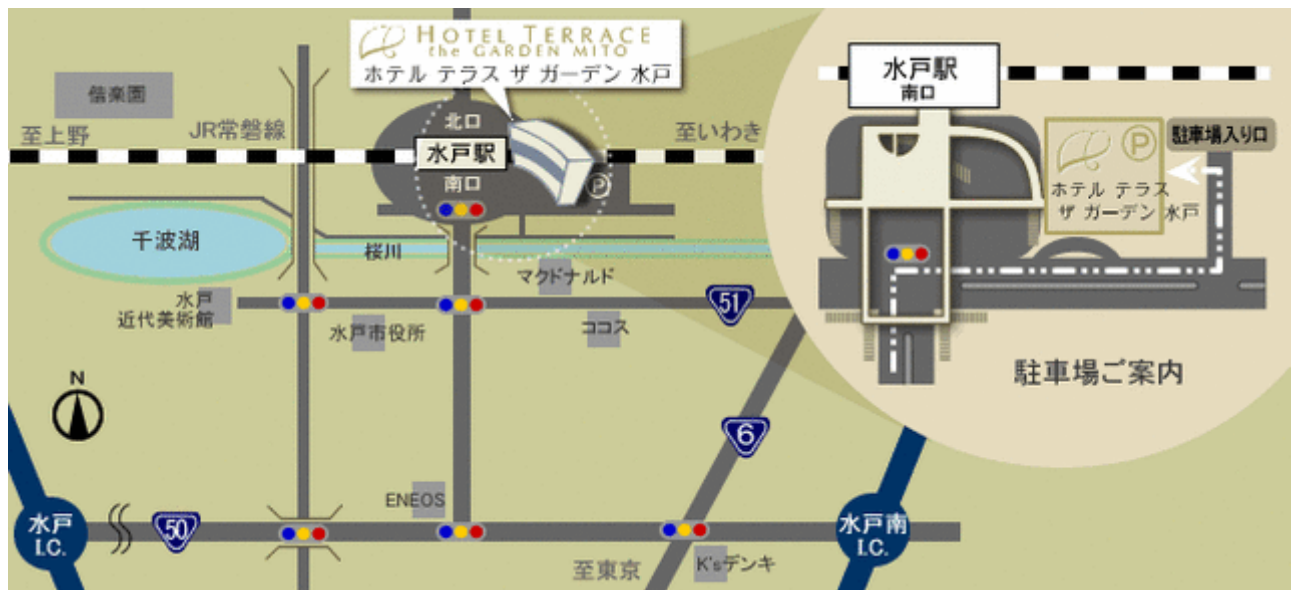 HOTEL TERRACE
the GARDEN MITO
ホテル テラス ザ ガーデン 水戸
偕楽園
至上野
JR常磐線
北口
水戸駅
南口
至いわき
P
千波湖
桜川
マクドナルド
水戸
近代美術館
水戸市役所
ココス
51
N
6
ENEOS
水戸
I.C.
50
水戸南
I.C.
至東京
K'sデンキ
水戸駅
南口
駐車場入り口
P
ホテル テラス
ザ ガーデン 水戸
駐車場ご案内